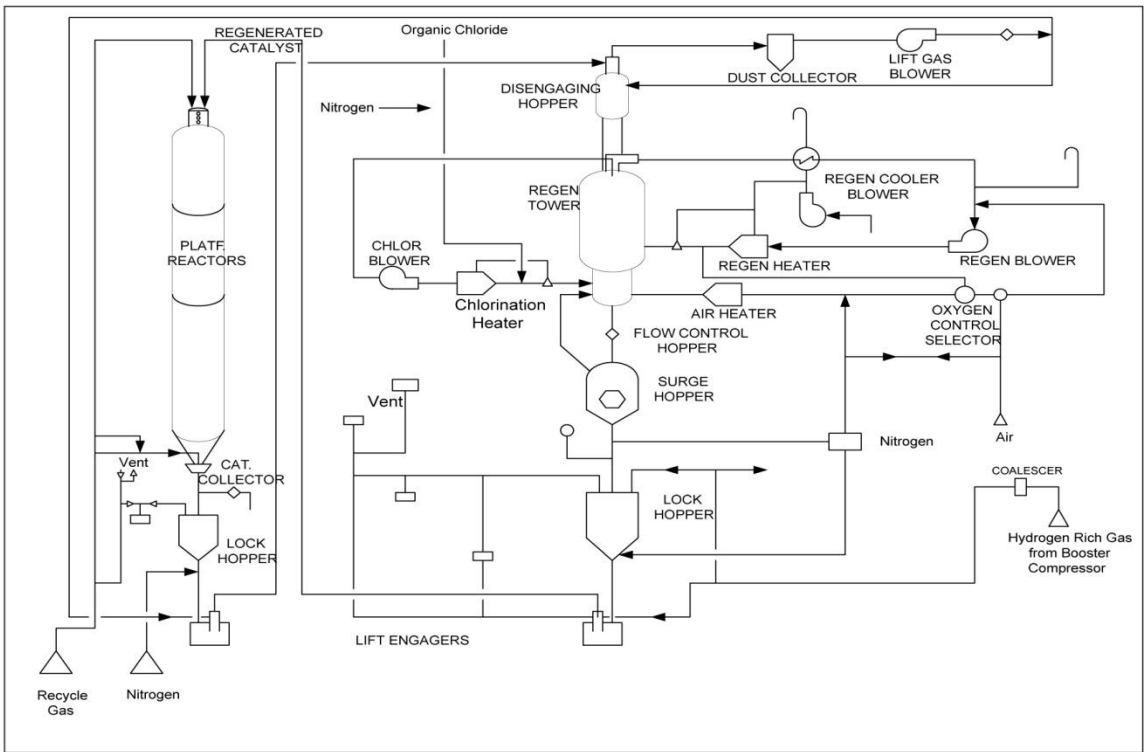 REGENERATED
CATALYST
Organic Chloride
LIFT GAS
BLOWER
DUST COLLECTOR
DISENGAGING
HOPPER
Nitrogen
REGEN
TOWER
REGEN COOLER
BLOWER
PLATF.
REACTORS
CHLOR
BLOWER
REGEN HEATER
REGEN BLOWER
Chlorination
Heater
AIR HEATER
OXYGEN
CONTROL
SELECTOR
FLOW CONTROL
HOPPER
SURGE
HOPPER
Vent
Nitrogen
Air
Vent
CAT.
COLLECTOR
COALESCER
LOCK
HOPPER
LOCK
HOPPER
Hydrogen Rich Gas
from Booster
Compressor
LIFT ENGAGERS
Recycle
Gas
Nitrogen